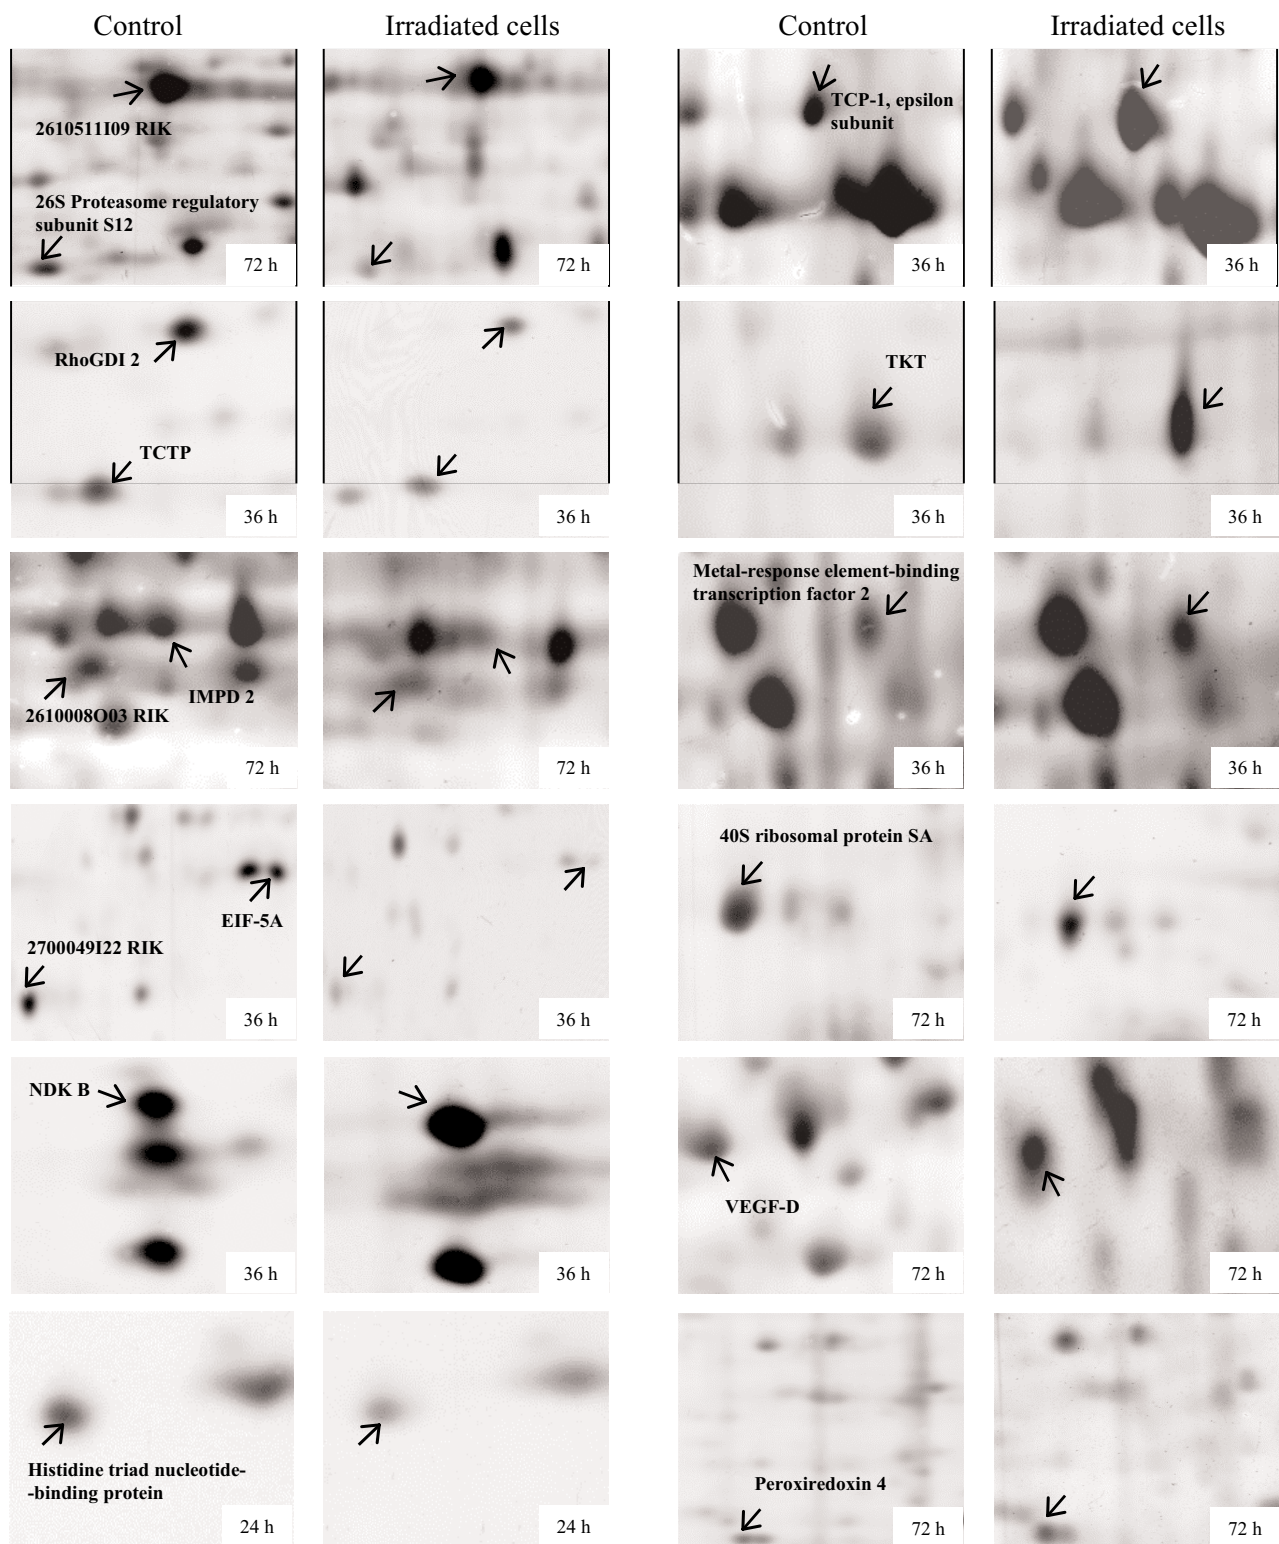 Control
Irradiated cells
Control
Irradiated cells
2610511I09 RIK
26S Proteasome regulatory
subunit S12
72 h
72 h
TCP-1, epsilon
subunit
36 h
36 h
RhoGDI 2
TCTP
36 h
36 h
TKT
36 h
36 h
IMPD 2
2610008O03 RIK
72 h
72 h
Metal-response element-binding
transcription factor 2
36 h
36 h
EIF-5A
2700049I22 RIK
36 h
36 h
40S ribosomal protein SA
72 h
72 h
NDK B
36 h
36 h
VEGF-D
72 h
72 h
Histidine triad nucleotide-
-binding protein
24 h
24 h
Peroxiredoxin 4
72 h
72 h